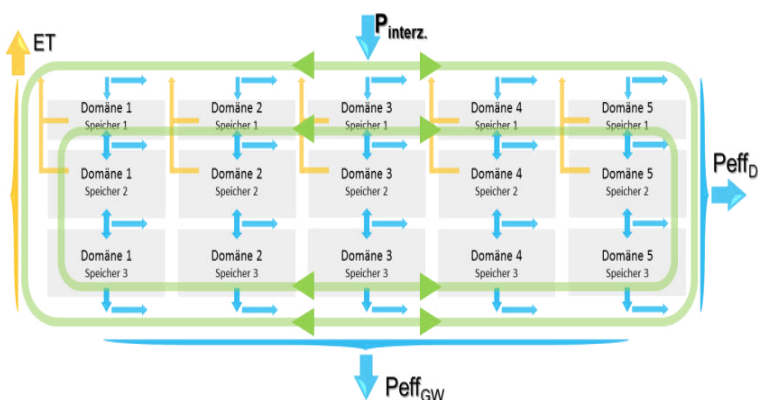 P interz.
ET
Domäne 1 Domäne 2 Domäne 3 Domäne 4 Domäne 5
Speicher 1 Speicher 1 Speicher 1 Speicher 1 Speicher 1
Domäne 1 Domäne 2 Domäne 3 Domäne 4 Domäne 5
Speicher 2 Speicher 2 Speicher 2 Speicher 2 Speicher 2
PeffD
Domäne 1 Domäne 2 Domäne 3 Domäne 4 Domäne 5
Speicher 3 Speicher 3 Speicher 3 Speicher 3 Speicher 3
PeffGW